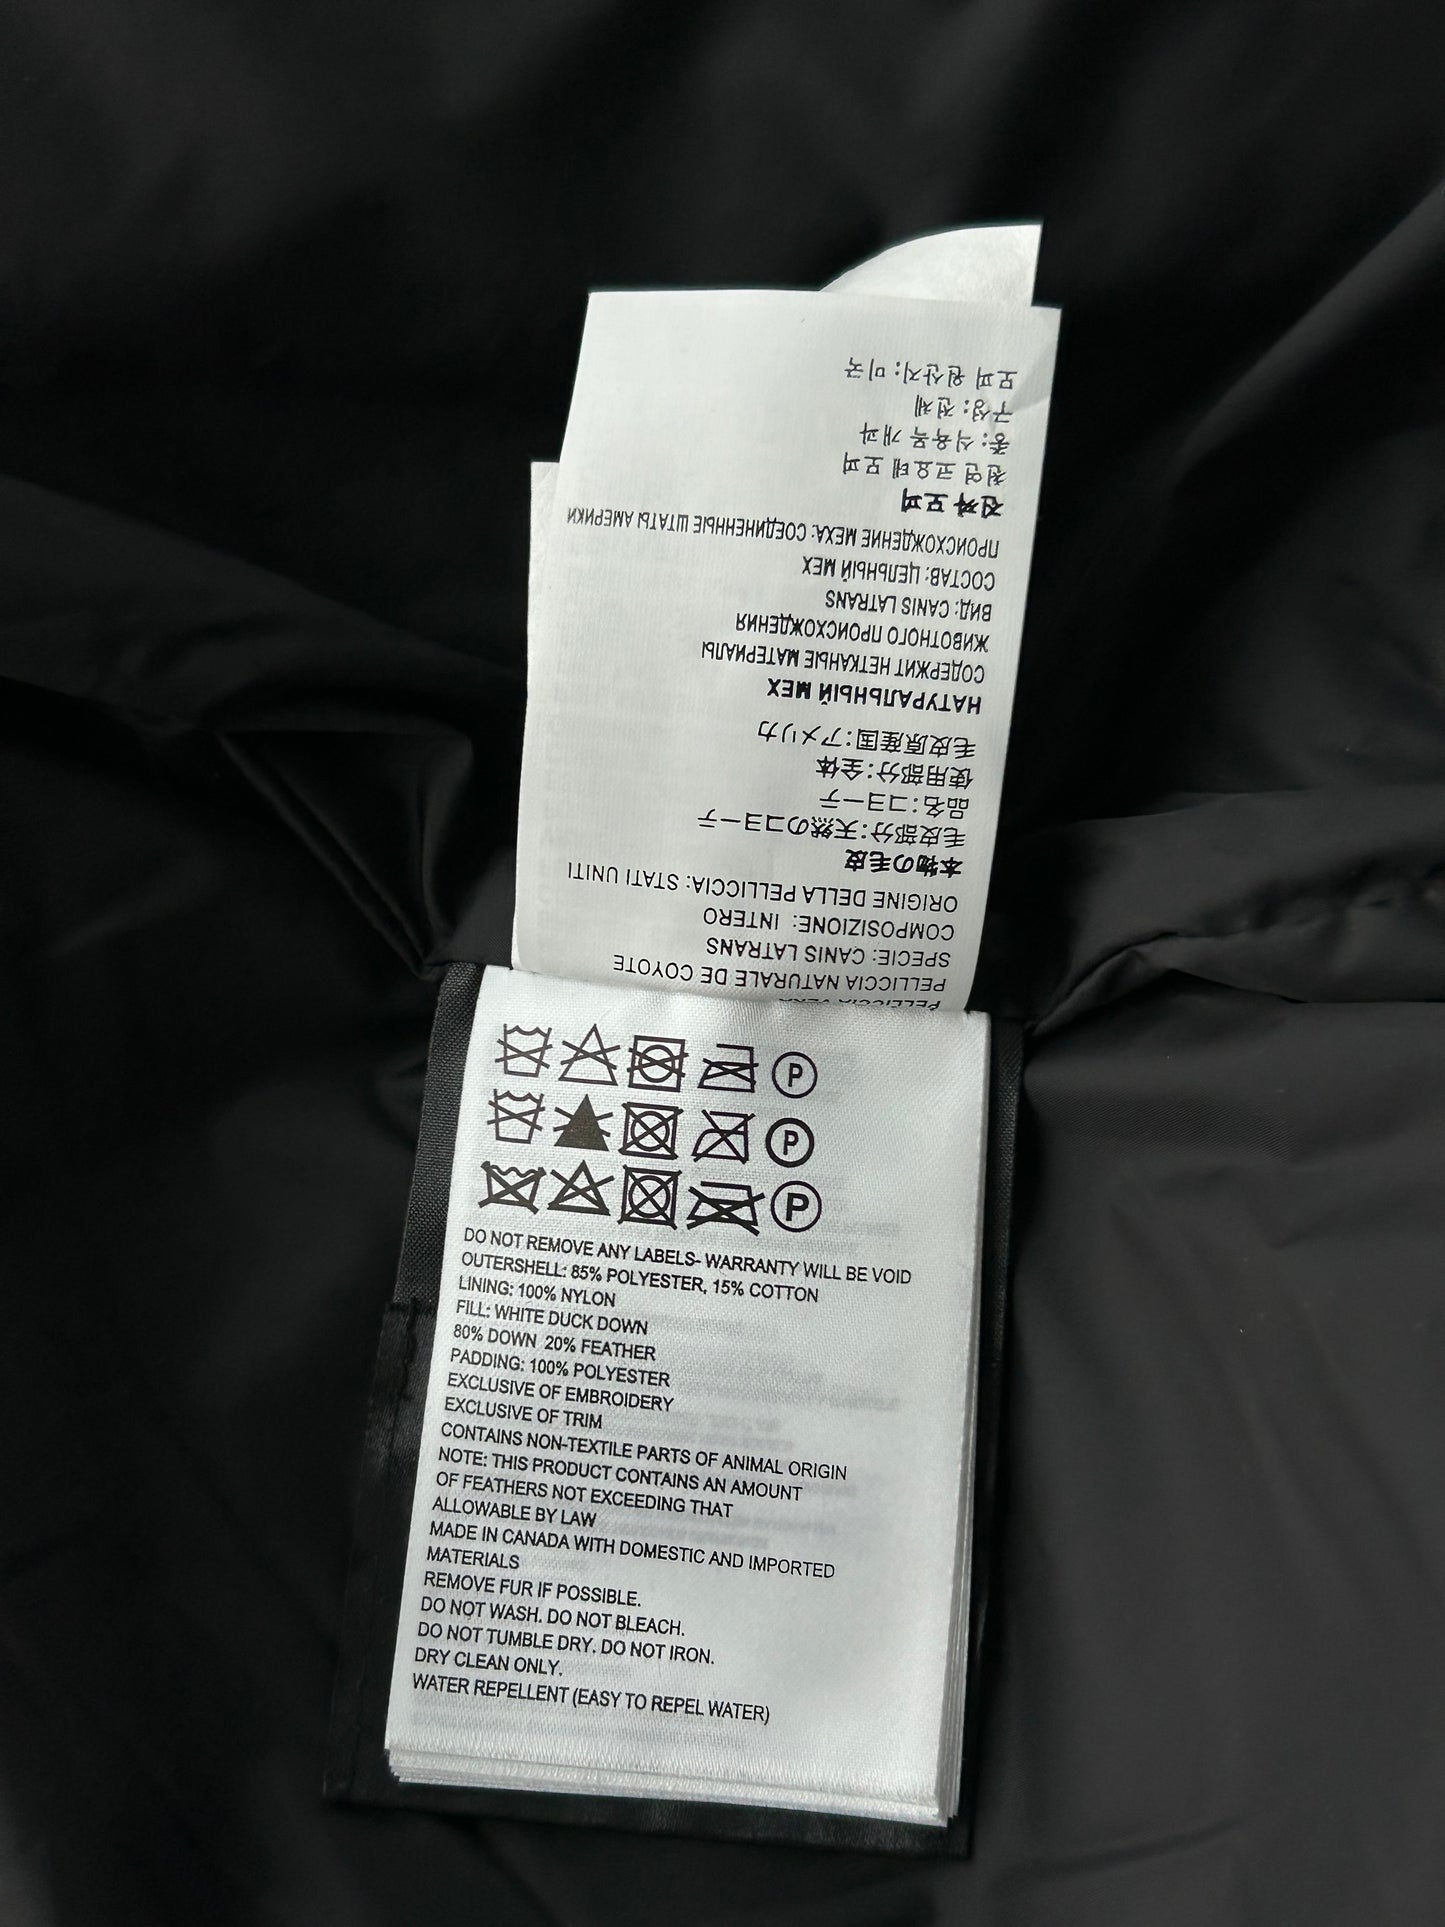 모피 원산지: 미국
구성: 전체
종: 식육목 개과
천연 코요테 모피
진짜 모피
ПРОИСХОЖДЕНИЕ МЕХА: СОЕДИНЕННЫЕ ШТАТЫ АМЕРИКИ
СОСТАВ: ЦЕЛЬНЫЙ МЕХ
ВИД: CANIS LATRANS
ЖИВОТНОГО ПРОИСХОЖДЕНИЯ
СОДЕРЖИТ НЕТКАНЫЕ МАТЕРИАЛЫ
НАТУРАЛЬНЫЙ МЕХ
毛皮原産国:アメリカ
使用部分:全体
品名:コヨーテ
毛皮部分:天然のコヨーテ
本物の毛皮
ORIGINE DELLA PELLICCIA: STATI UNITI
COMPOSIZIONE: INTERO
SPECIE: CANIS LATRANS
PELLICCIA NATURALE DE COYOTE
PELLICCIA VERA
P
P
P
DO NOT REMOVE ANY LABELS- WARRANTY WILL BE VOID
OUTERSHELL: 85% POLYESTER, 15% COTTON
LINING: 100% NYLON
FILL: WHITE DUCK DOWN
80% DOWN 20% FEATHER
PADDING: 100% POLYESTER
EXCLUSIVE OF EMBROIDERY
EXCLUSIVE OF TRIM
CONTAINS NON-TEXTILE PARTS OF ANIMAL ORIGIN
NOTE: THIS PRODUCT CONTAINS AN AMOUNT
OF FEATHERS NOT EXCEEDING THAT
ALLOWABLE BY LAW
MADE IN CANADA WITH DOMESTIC AND IMPORTED
MATERIALS
REMOVE FUR IF POSSIBLE.
DO NOT WASH. DO NOT BLEACH.
DO NOT TUMBLE DRY. DO NOT IRON.
DRY CLEAN ONLY.
WATER REPELLENT (EASY TO REPEL WATER)